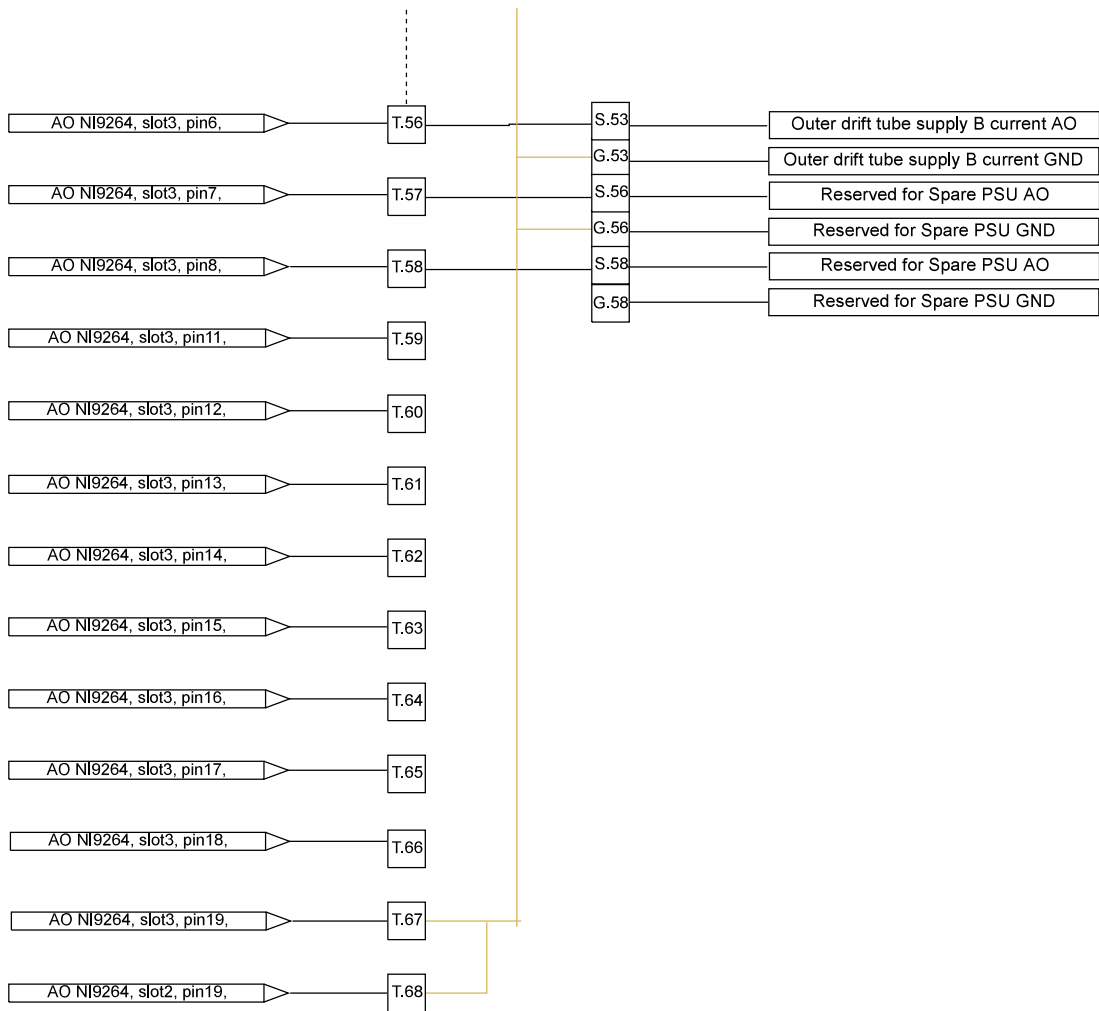 AO NI9264, slot3, pin6,
T.56
S.53
Outer drift tube supply B current AO
G.53
Outer drift tube supply B current GND
AO NI9264, slot3, pin7,
T.57
S.56
Reserved for Spare PSU AO
G.56
Reserved for Spare PSU GND
AO NI9264, slot3, pin8,
T.58
S.58
Reserved for Spare PSU AO
G.58
Reserved for Spare PSU GND
AO NI9264, slot3, pin11,
T.59
AO NI9264, slot3, pin12,
T.60
AO NI9264, slot3, pin13,
T.61
AO NI9264, slot3, pin14,
T.62
AO NI9264, slot3, pin15,
T.63
AO NI9264, slot3, pin16,
T.64
AO NI9264, slot3, pin17,
T.65
AO NI9264, slot3, pin18,
T.66
AO NI9264, slot3, pin19,
T.67
AO NI9264, slot2, pin19,
T.68